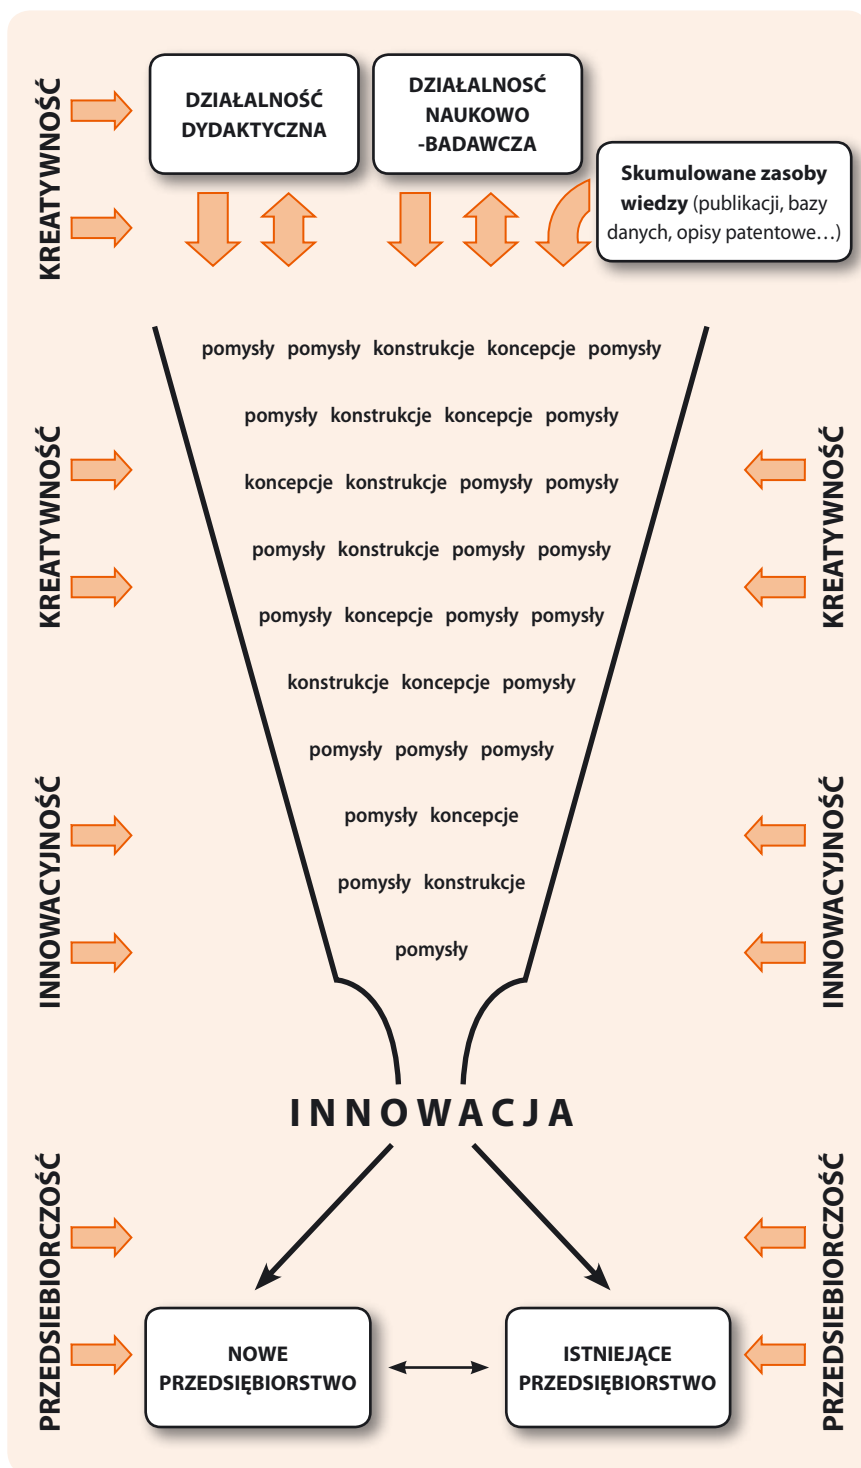 KREATYWNOŚĆ
DZIAŁALNOŚĆ
DYDAKTYCZNA
DZIAŁALNOSĆ
NAUKOWO
-BADAWCZA
Skumulowane zasoby
wiedzy (publikacji, bazy
danych, opisy patentowe…)
pomysły pomysły konstrukcje koncepcje pomysły
pomysły konstrukcje koncepcje pomysły
koncepcje konstrukcje pomysły pomysły
pomysły konstrukcje pomysły pomysły
pomysły koncepcje pomysły pomysły
konstrukcje koncepcje pomysły
pomysły pomysły pomysły
pomysły koncepcje
pomysły konstrukcje
pomysły
KREATYWNOŚĆ
KREATYWNOŚĆ
INNOWACYJNOŚĆ
INNOWACYJNOŚĆ
INNOWACJA
PRZEDSIEBIORCZOŚĆ
PRZEDSIEBIORCZOŚĆ
NOWE
PRZEDSIĘBIORSTWO
ISTNIEJĄCE
PRZEDSIĘBIORSTWO